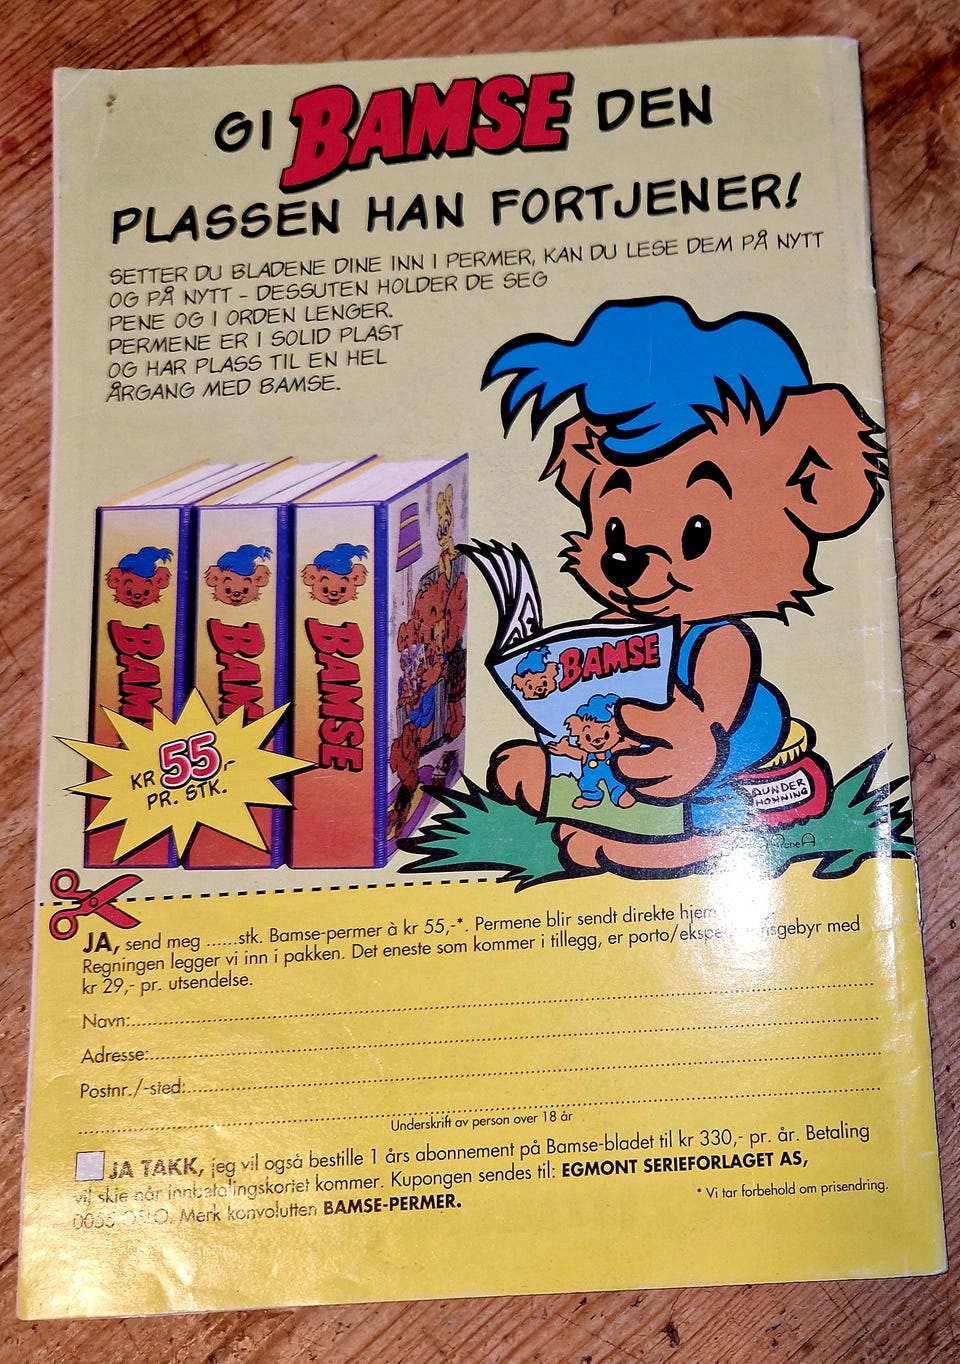 GI BAMSE DEN
PLASSEN HAN FORTJENER!
SETTER DU BLADENE DINE INN I PERMER, KAN DU LESE DEM PÅ NYTT
OG PÅ NYTT - DESSUTEN HOLDER DE SEG
PENE OG I ORDEN LENGER.
PERMENE ER I SOLID PLAST
OG HAR PLASS TIL EN HEL
ÅRGANG MED BAMSE.
BAMSE
BAMSE
KR 55,-
PR. STK.
DUNDER
HONNING
JA, send meg ......stk. Bamse-permer à kr 55,-*. Permene blir sendt direkte hjem
Regningen legger vi inn i pakken. Det eneste som kommer i tillegg, er porto/ekspedisjonsgebyr med
kr 29,- pr. utsendelse.
Navn:
Adresse:
Postnr./-sted:
Underskrift av person over 18 år
JA TAKK, jeg vil også bestille 1 års abonnement på Bamse-bladet til kr 330,- pr. år. Betaling
vil skje når innbetalingskortet kommer. Kupongen sendes til: EGMONT SERIEFORLAGET AS,
0055 OSLO. Merk konvolutten BAMSE-PERMER.
* Vi tar forbehold om prisendring.